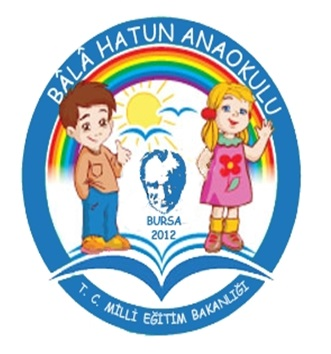 BÂLÂ HATUN ANAOKULU
BURSA
2012
T. C. MİLLİ EĞİTİM BAKANLIĞI